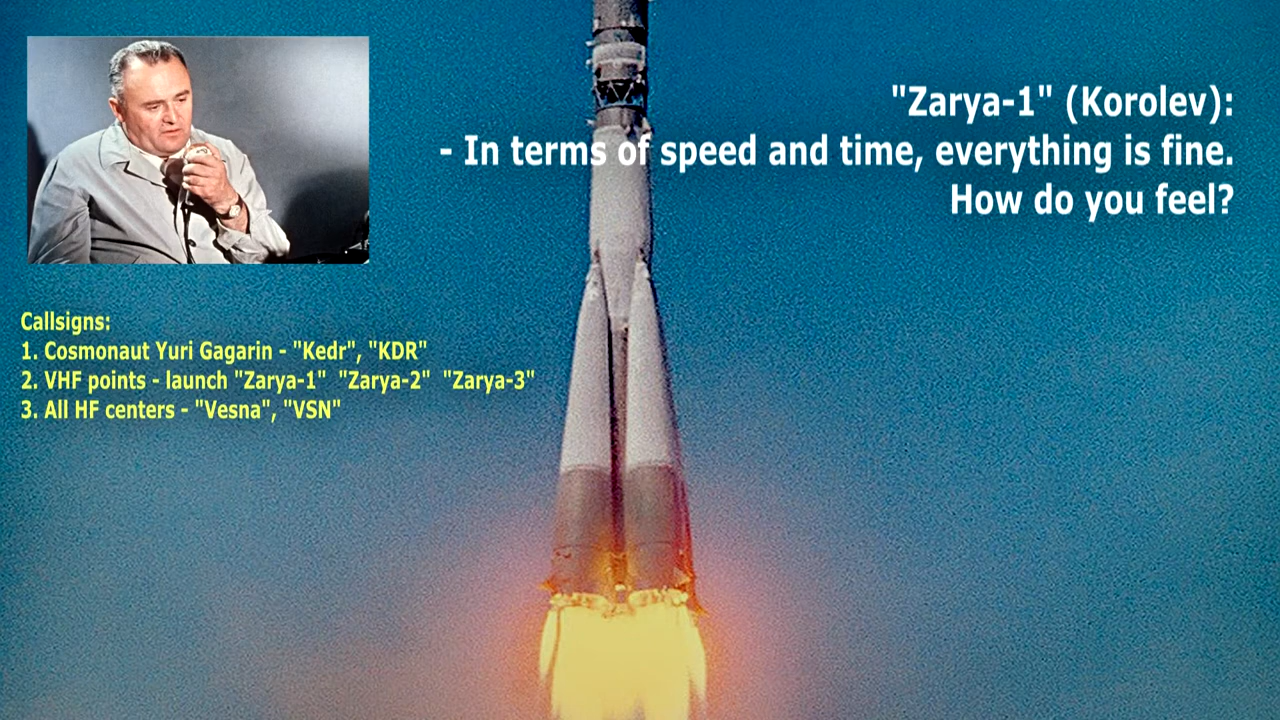 "Zarya-1" (Korolev):
- In terms of speed and time, everything is fine.
How do you feel?
Callsigns:
1. Cosmonaut Yuri Gagarin - "Kedr", "KDR"
2. VHF points - launch "Zarya-1"  "Zarya-2"  "Zarya-3"
3. All HF centers - "Vesna", "VSN"